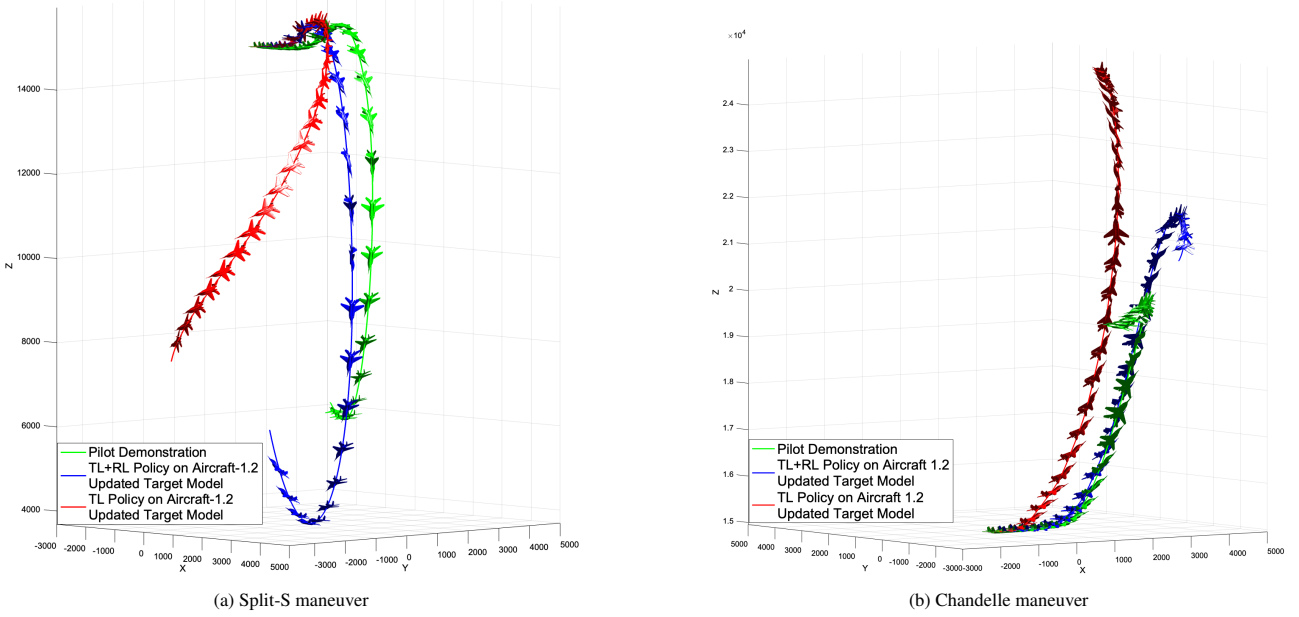 14000
12000
10000
8000
6000
4000
Z
Pilot Demonstration
TL+RL Policy on Aircraft-1.2
Updated Target Model
TL Policy on Aircraft-1.2
Updated Target Model
-3000 -2000 -1000 0 1000 2000 3000 4000 5000
X
-3000 -2000 -1000 0 1000 2000 3000 4000 5000
Y
(a) Split-S maneuver
×10⁴
2.4
2.3
2.2
2.1
2
1.9
1.8
1.7
1.6
1.5
Z
Pilot Demonstration
TL+RL Policy on Aircraft 1.2
Updated Target Model
TL Policy on Aircraft 1.2
Updated Target Model
5000 4000 3000 2000 1000 0 -1000 -2000 -3000
Y
-3000 -2000 -1000 0 1000 2000 3000 4000 5000
X
(b) Chandelle maneuver